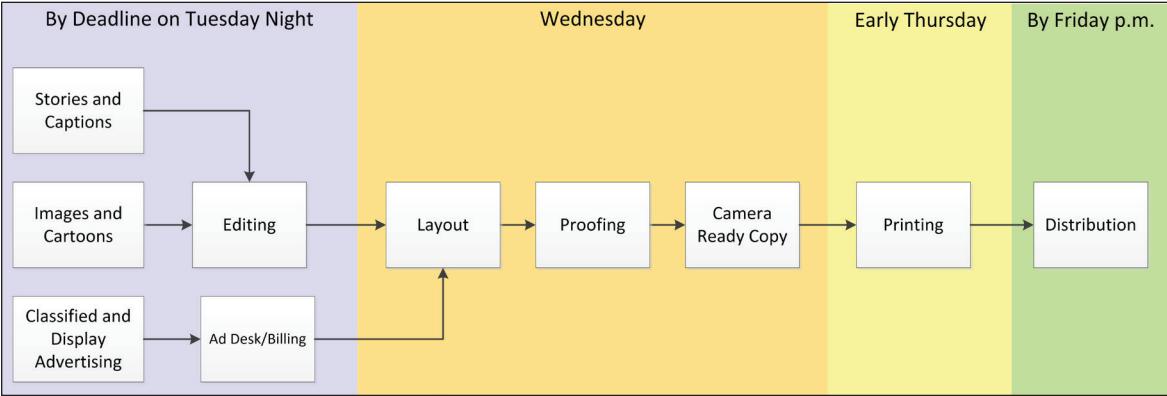 By Deadline on Tuesday Night
Wednesday
Early Thursday
By Friday p.m.
Stories and
Captions
Images and
Cartoons
Editing
Layout
Proofing
Camera
Ready Copy
Printing
Distribution
Classified and
Display
Advertising
Ad Desk/Billing